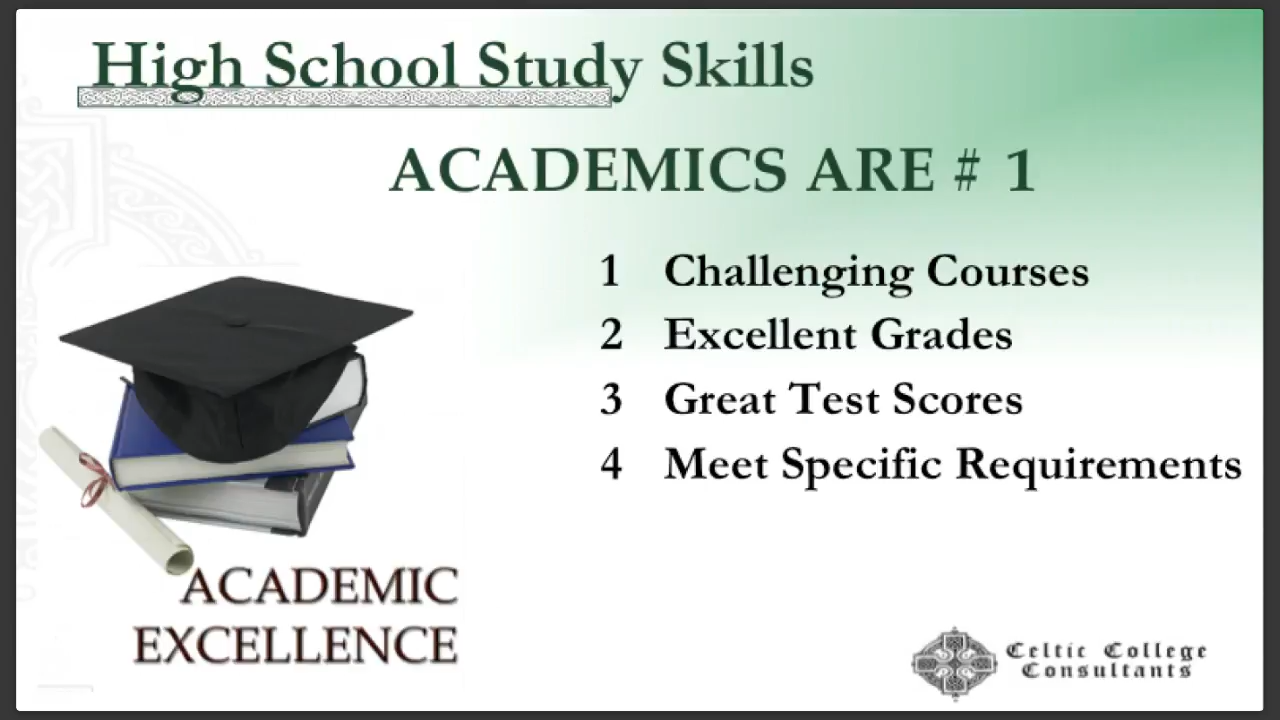 High School Study Skills
ACADEMICS ARE # 1
1 Challenging Courses
2 Excellent Grades
3 Great Test Scores
4 Meet Specific Requirements
ACADEMIC
EXCELLENCE
Celtic College
Consultants